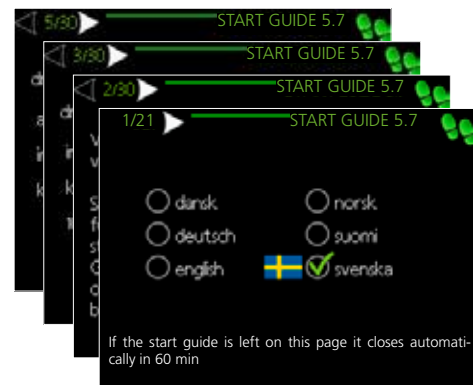 5/30 START GUIDE 5.7
3/30 START GUIDE 5.7
2/30 START GUIDE 5.7
1/21 START GUIDE 5.7
dansk norsk
deutsch suomi
english svenska
If the start guide is left on this page it closes automati-
cally in 60 min